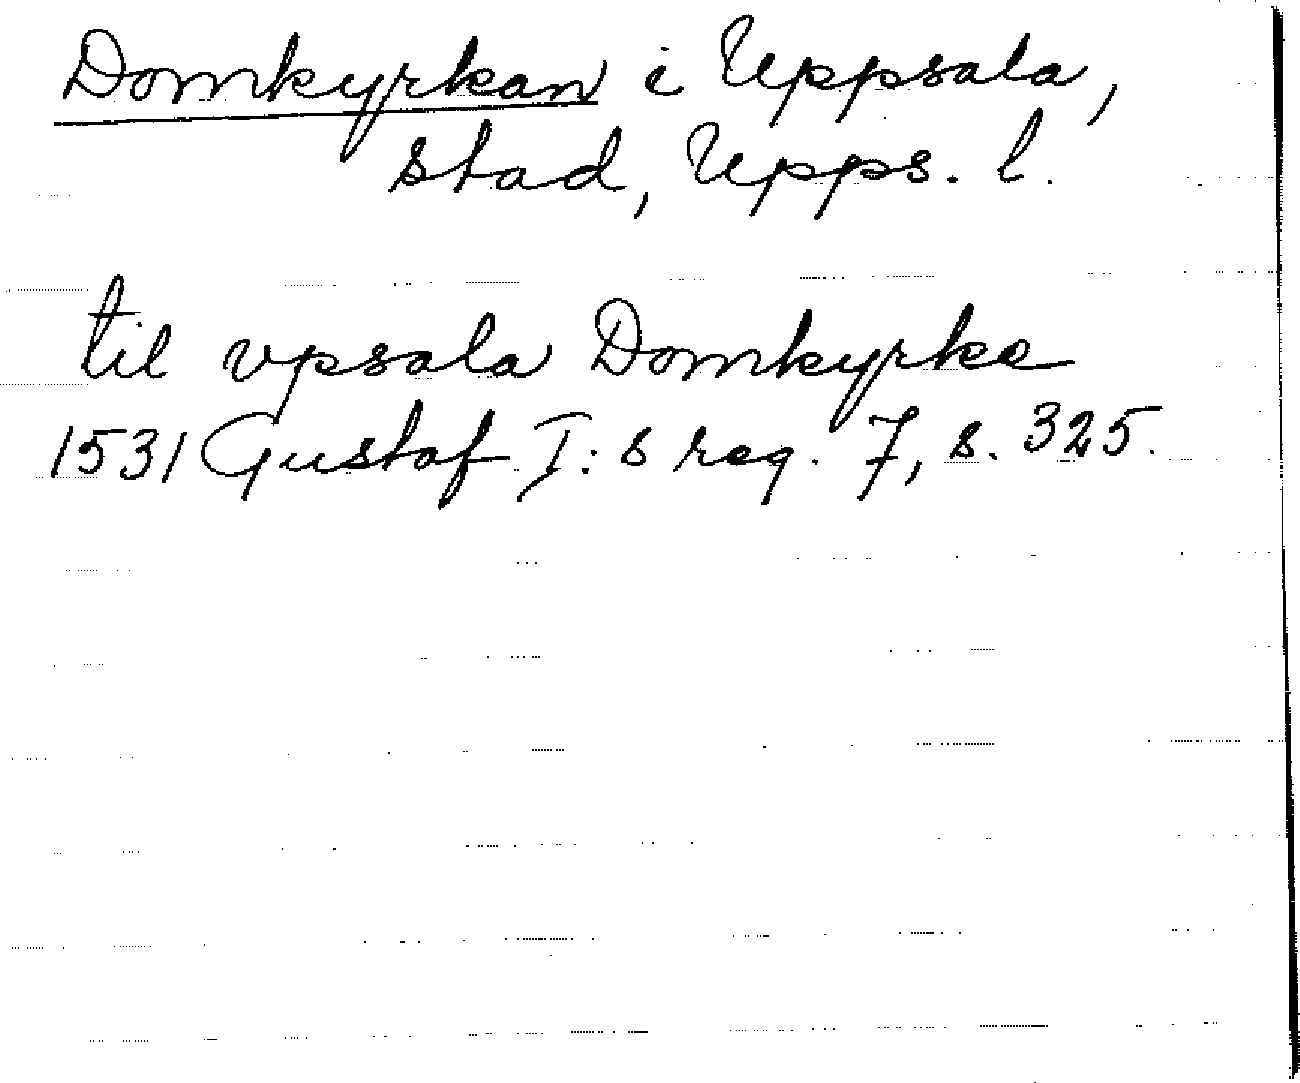 Domkyrkan i Uppsala,
stad, Upps. l.
til vpsala Domkyrke
1531 Gustaf I:s reg. 7, s. 325.